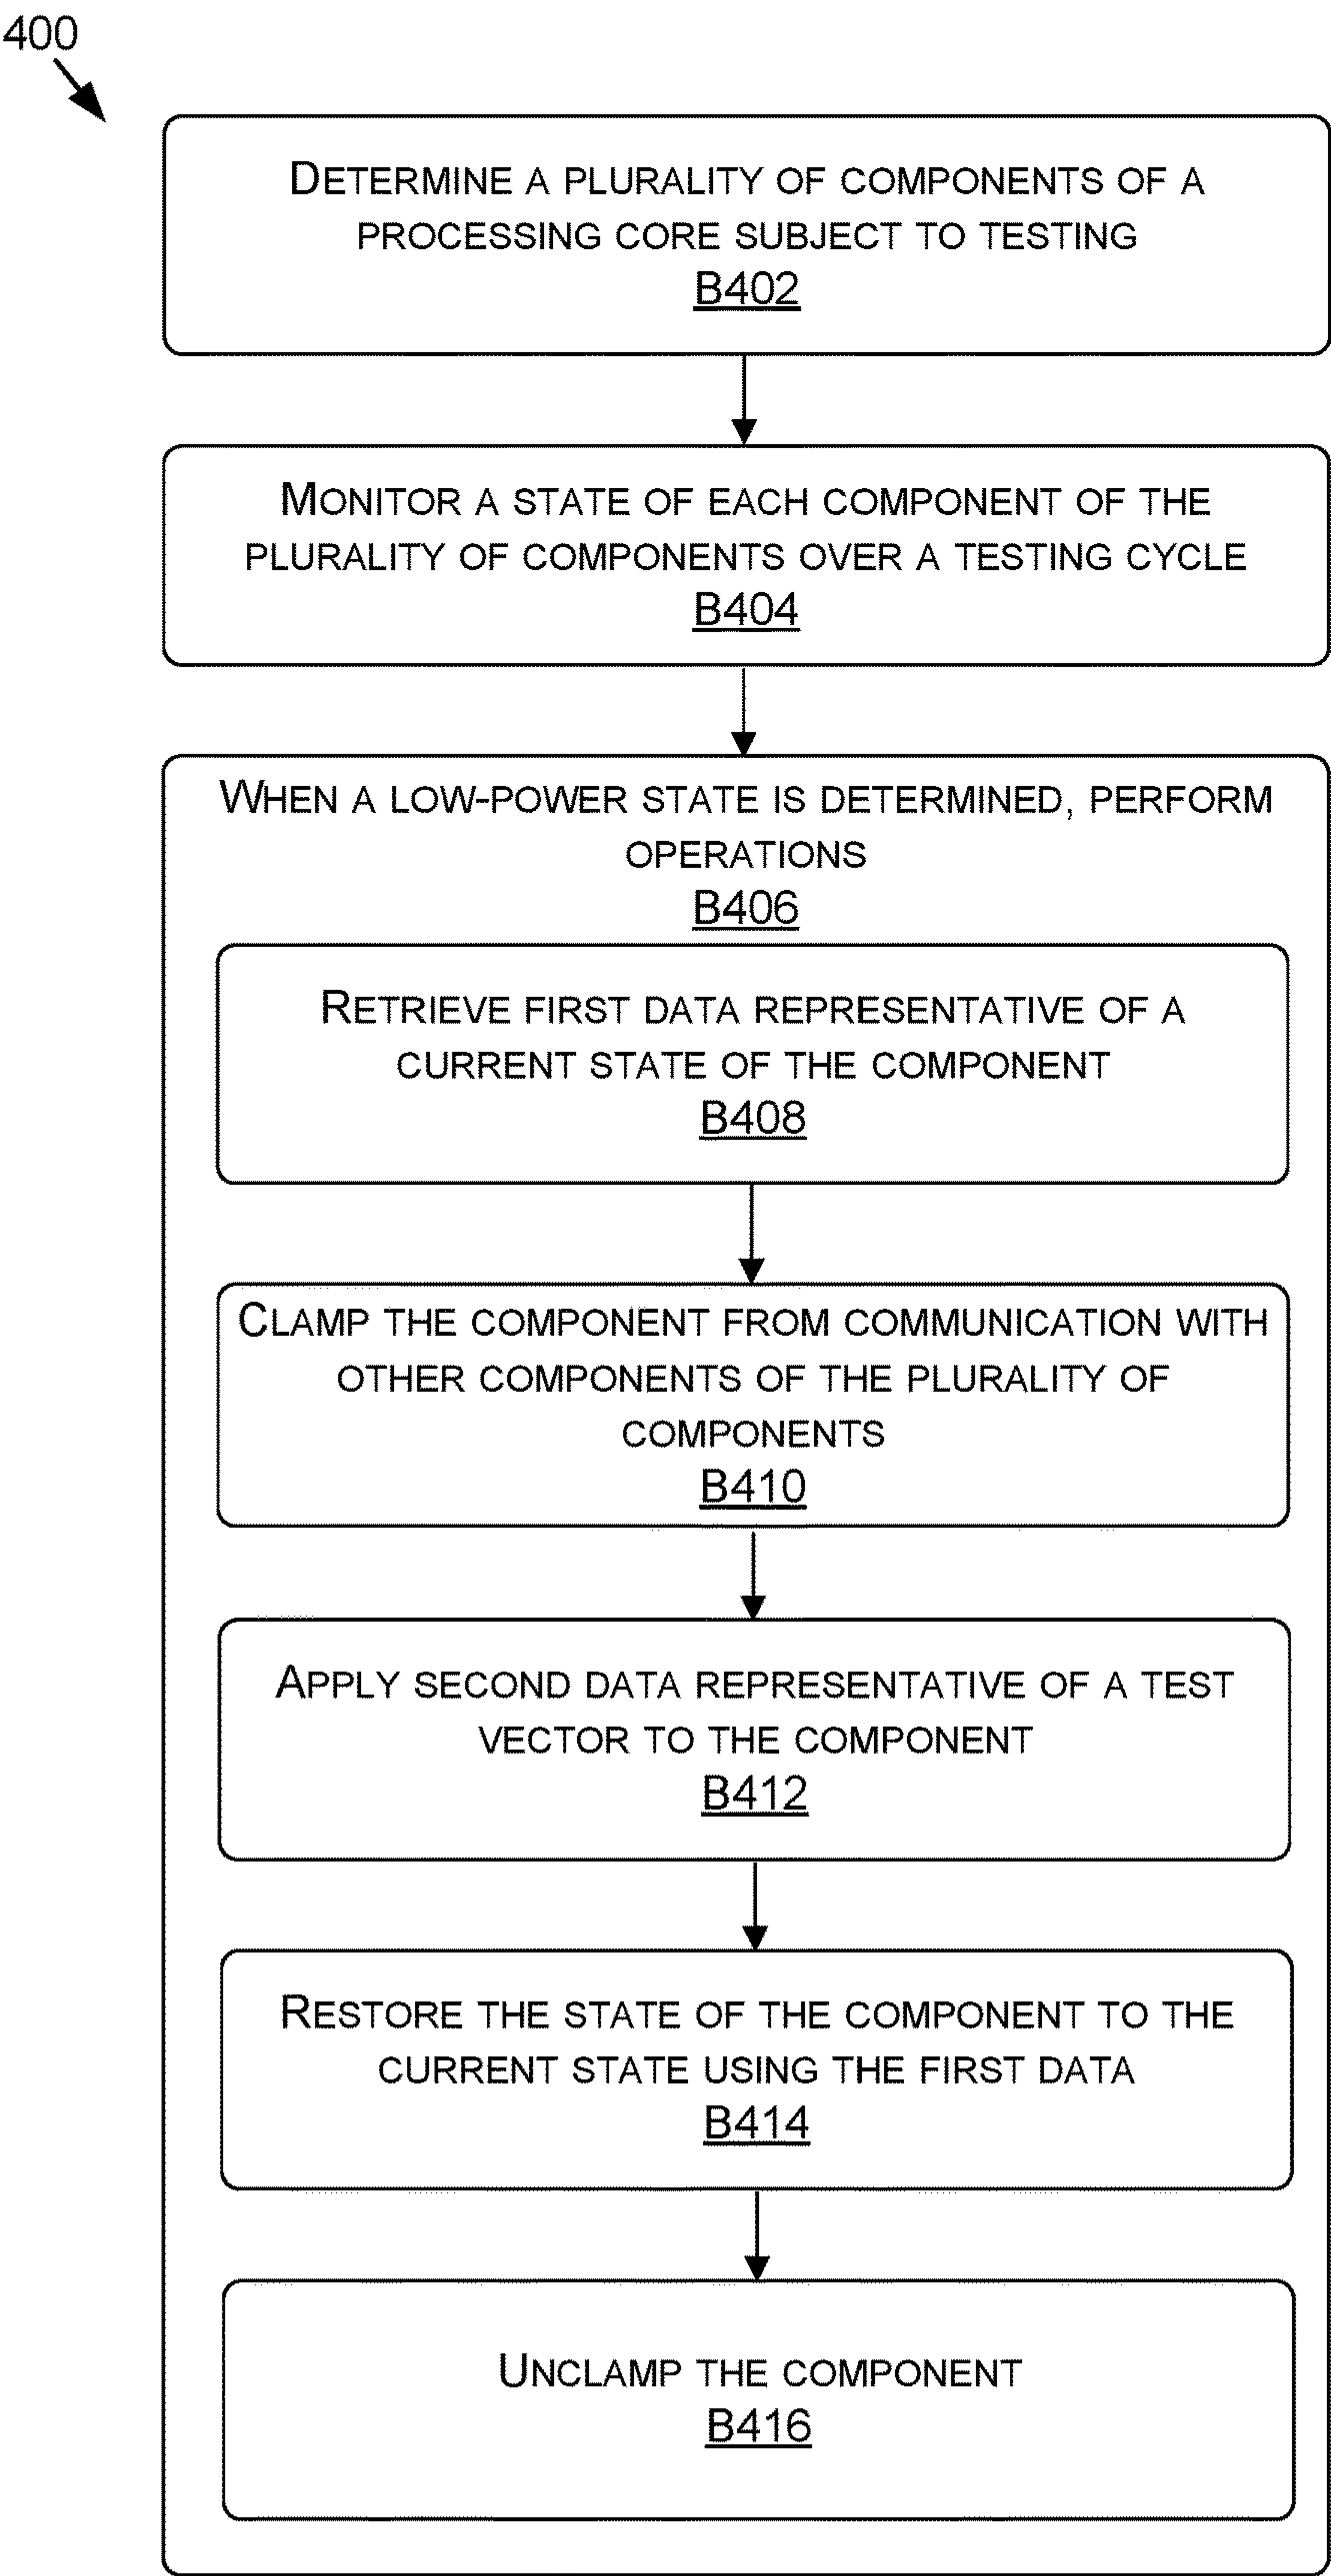 400
DETERMINE A PLURALITY OF COMPONENTS OF A
PROCESSING CORE SUBJECT TO TESTING
B402
MONITOR A STATE OF EACH COMPONENT OF THE
PLURALITY OF COMPONENTS OVER A TESTING CYCLE
B404
WHEN A LOW-POWER STATE IS DETERMINED, PERFORM
OPERATIONS
B406
RETRIEVE FIRST DATA REPRESENTATIVE OF A
CURRENT STATE OF THE COMPONENT
B408
CLAMP THE COMPONENT FROM COMMUNICATION WITH
OTHER COMPONENTS OF THE PLURALITY OF
COMPONENTS
B410
APPLY SECOND DATA REPRESENTATIVE OF A TEST
VECTOR TO THE COMPONENT
B412
RESTORE THE STATE OF THE COMPONENT TO THE
CURRENT STATE USING THE FIRST DATA
B414
UNCLAMP THE COMPONENT
B416